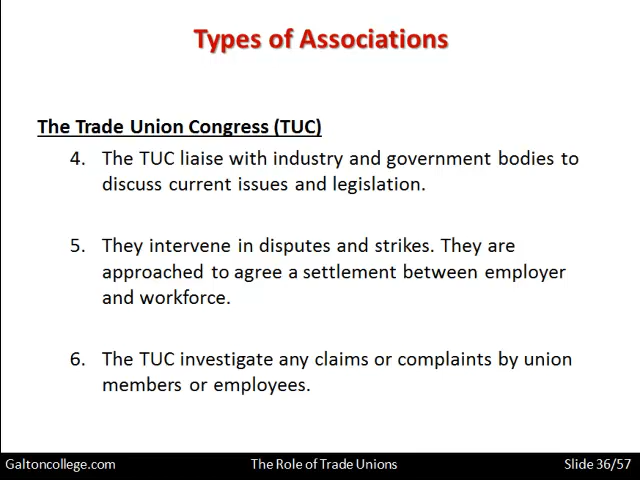 Types of Associations
The Trade Union Congress (TUC)
4. The TUC liaise with industry and government bodies to
discuss current issues and legislation.
5. They intervene in disputes and strikes. They are
approached to agree a settlement between employer
and workforce.
6. The TUC investigate any claims or complaints by union
members or employees.
Galtoncollege.com The Role of Trade Unions Slide 36/57